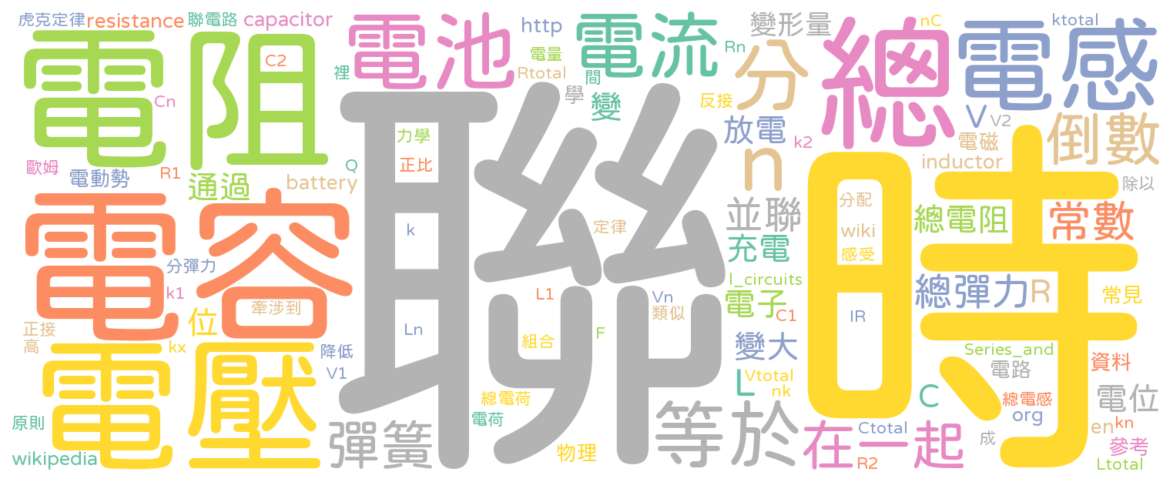 虎克定律
resistance
聯電路
capacitor
電池
http
電流
變形量
nC
ktotal
電阻
C2
裡
電量
Rtotal
間
Rn
分
總
電感
Cn
學
變
反接
V
V2
力學
放電
k2
電磁
倒數
歐姆
R1
Q
正比
n
inductor
電動勢
通過
battery
聯
時
除以
電容
k
定律
並聯
分配
wiki
感受
總電阻
常數
分彈力
充電
k1
牽涉到
L1
Vn
類似
l_circuits
電子
C1
總彈力
R
常見
正接
位
Ln
組合
F
IR
高
kx
降低
變大
Series_and
電路
資料
電壓
V1
L
Vtotal
nk
C
總電感
org
電位
總電荷
電荷
en
kn
原則
彈簧
等於
Ctotal
在一起
成
參考
wikipedia
物理
R2
Ltotal